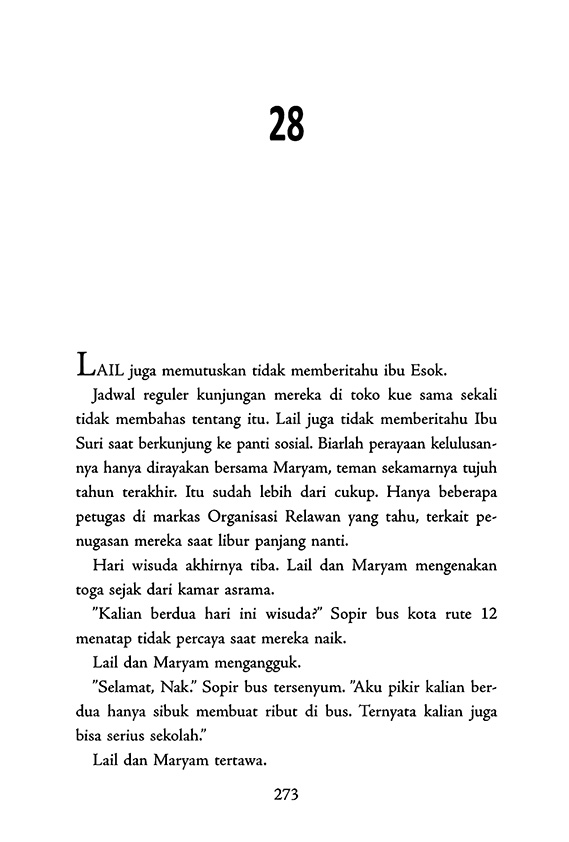 28
LAIL juga memutuskan tidak memberitahu ibu Esok.
Jadwal reguler kunjungan mereka di toko kue sama sekali
tidak membahas tentang itu. Lail juga tidak memberitahu Ibu
Suri saat berkunjung ke panti sosial. Biarlah perayaan kelulusan-
nya hanya dirayakan bersama Maryam, teman sekamarnya tujuh
tahun terakhir. Itu sudah lebih dari cukup. Hanya beberapa
petugas di markas Organisasi Relawan yang tahu, terkait pe-
nugasan mereka saat libur panjang nanti.
Hari wisuda akhirnya tiba. Lail dan Maryam mengenakan
toga sejak dari kamar asrama.
”Kalian berdua hari ini wisuda?” Sopir bus kota rute 12
menatap tidak percaya saat mereka naik.
Lail dan Maryam mengangguk.
”Selamat, Nak.” Sopir bus tersenyum. ”Aku pikir kalian ber-
dua hanya sibuk membuat ribut di bus. Ternyata kalian juga
bisa serius sekolah.”
Lail dan Maryam tertawa.
273